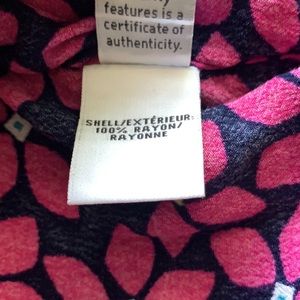 features is a
certificate of
authenticity.
SHELL/EXTÉRIEUR:
100% RAYON/
RAYONNE